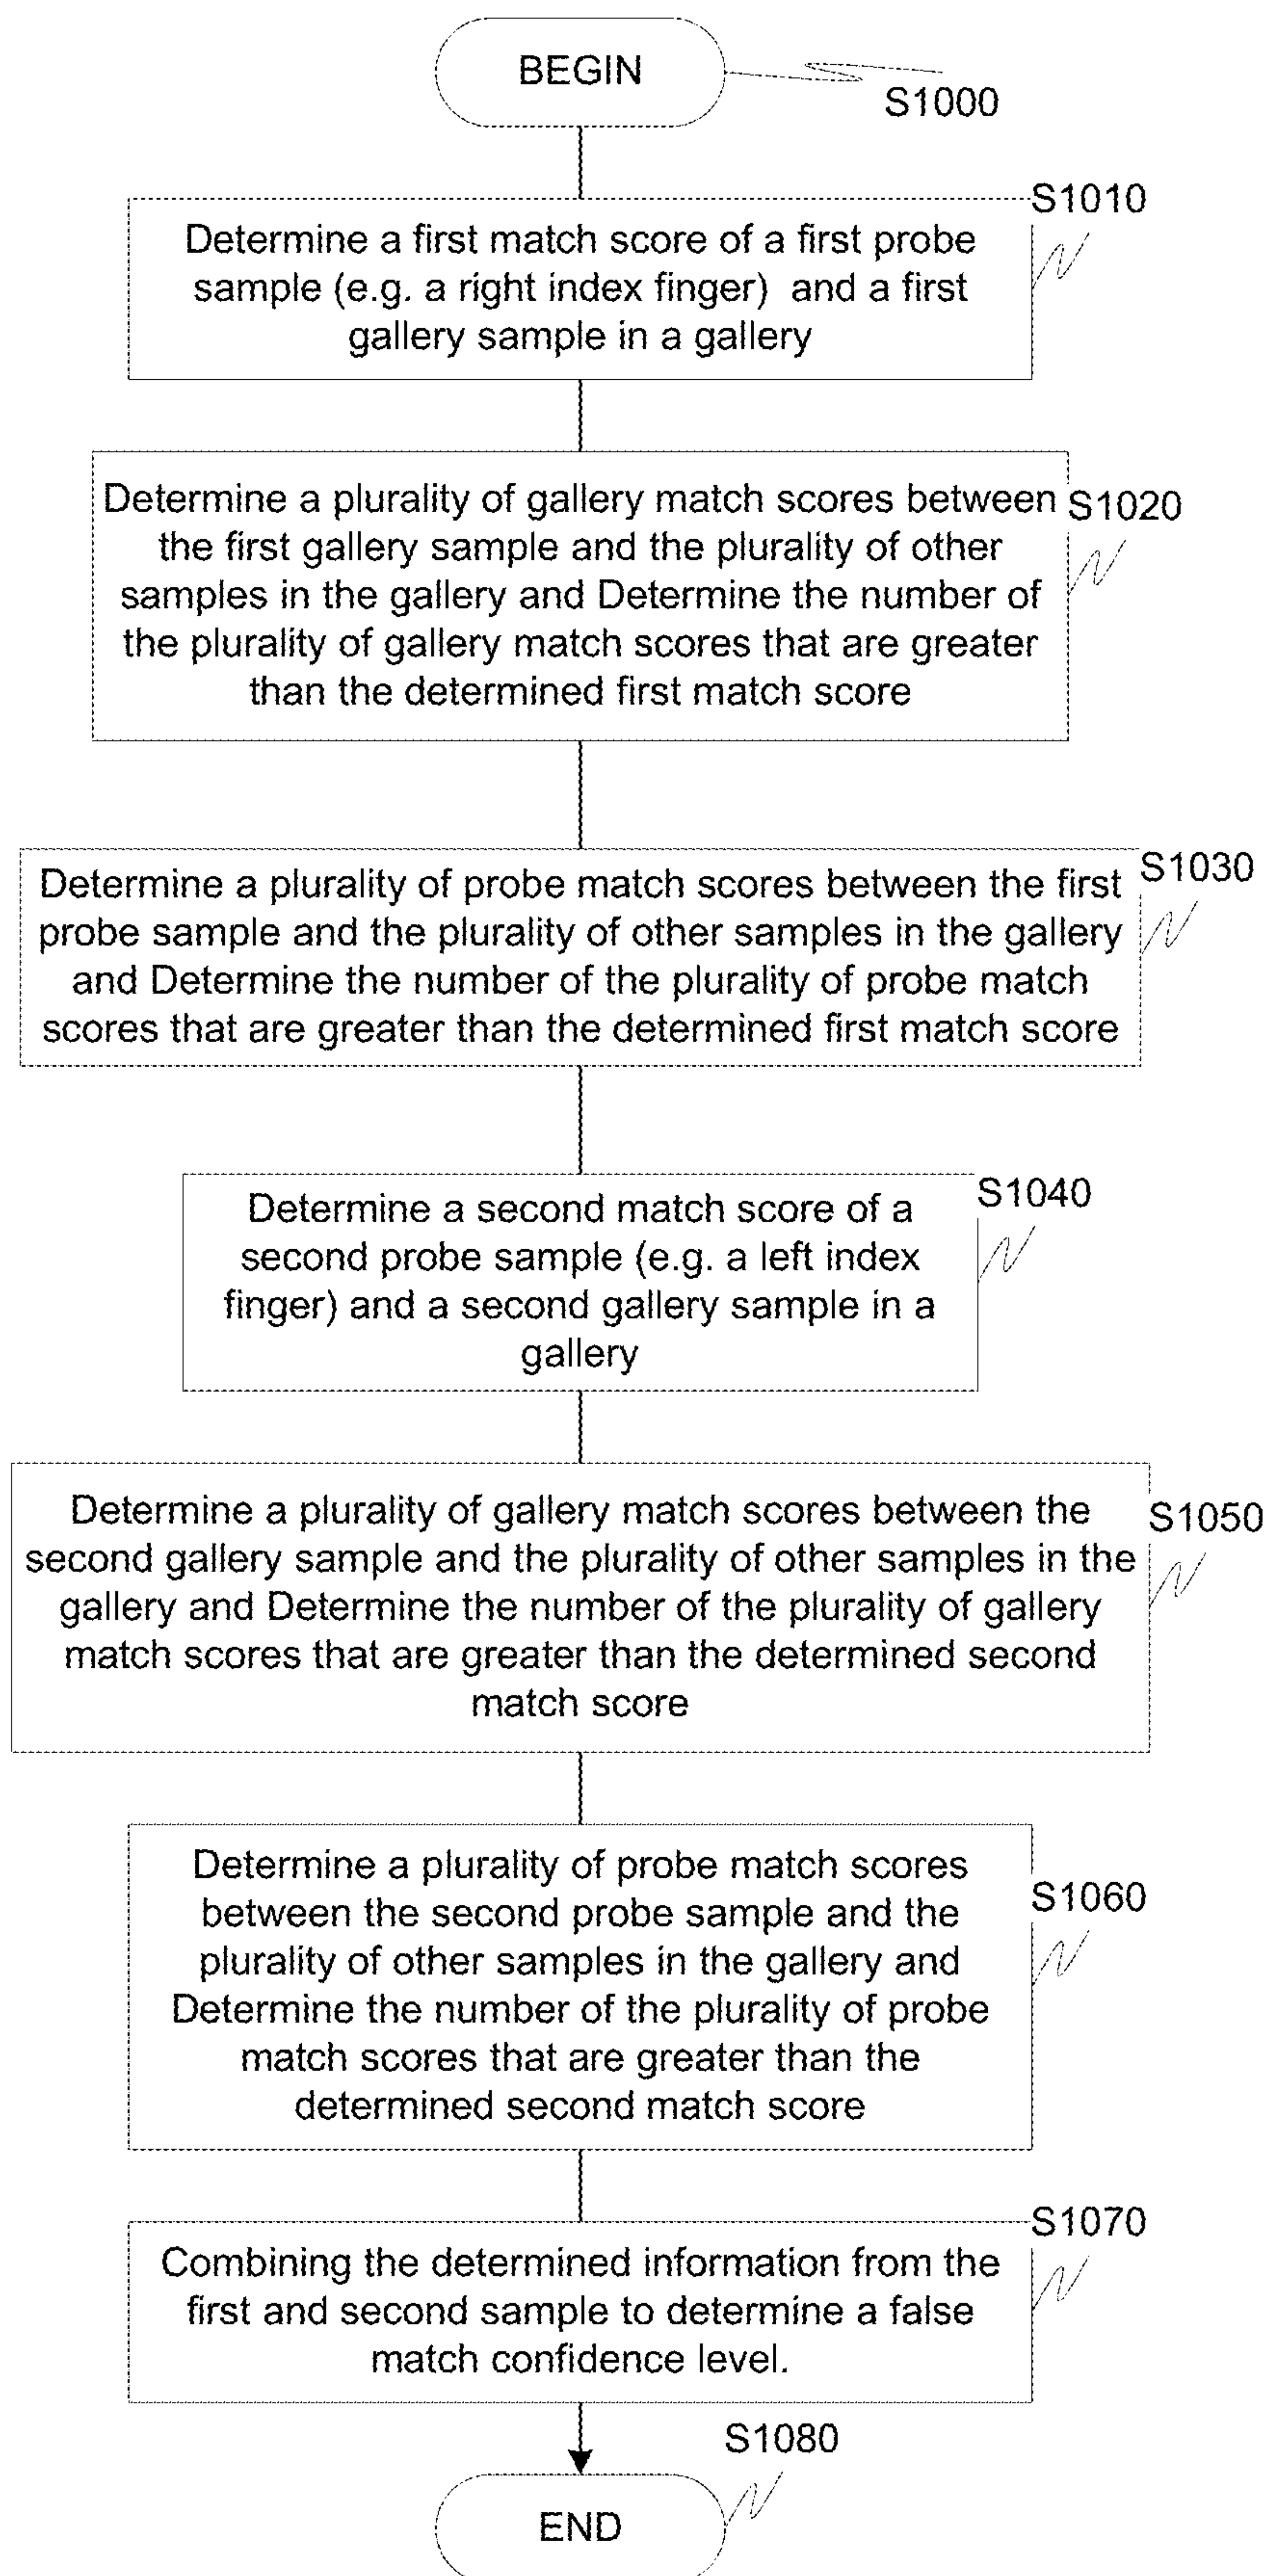 BEGIN
S1000
S1010
Determine a first match score of a first probe
sample (e.g. a right index finger) and a first
gallery sample in a gallery
Determine a plurality of gallery match scores between
S1020
the first gallery sample and the plurality of other
samples in the gallery and Determine the number of
the plurality of gallery match scores that are greater
than the determined first match score
S1030
Determine a plurality of probe match scores between the first
probe sample and the plurality of other samples in the gallery
and Determine the number of the plurality of probe match
scores that are greater than the determined first match score
S1040
Determine a second match score of a
second probe sample (e.g. a left index
finger) and a second gallery sample in a
gallery
Determine a plurality of gallery match scores between the
S1050
second gallery sample and the plurality of other samples in the
gallery and Determine the number of the plurality of gallery
match scores that are greater than the determined second
match score
Determine a plurality of probe match scores
S1060
between the second probe sample and the
plurality of other samples in the gallery and
Determine the number of the plurality of probe
match scores that are greater than the
determined second match score
S1070
Combining the determined information from the
first and second sample to determine a false
match confidence level.
S1080
END